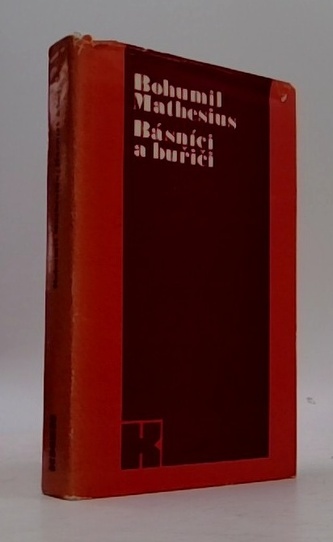 Bohumil
Mathesius
Básníci
a buřiči
K